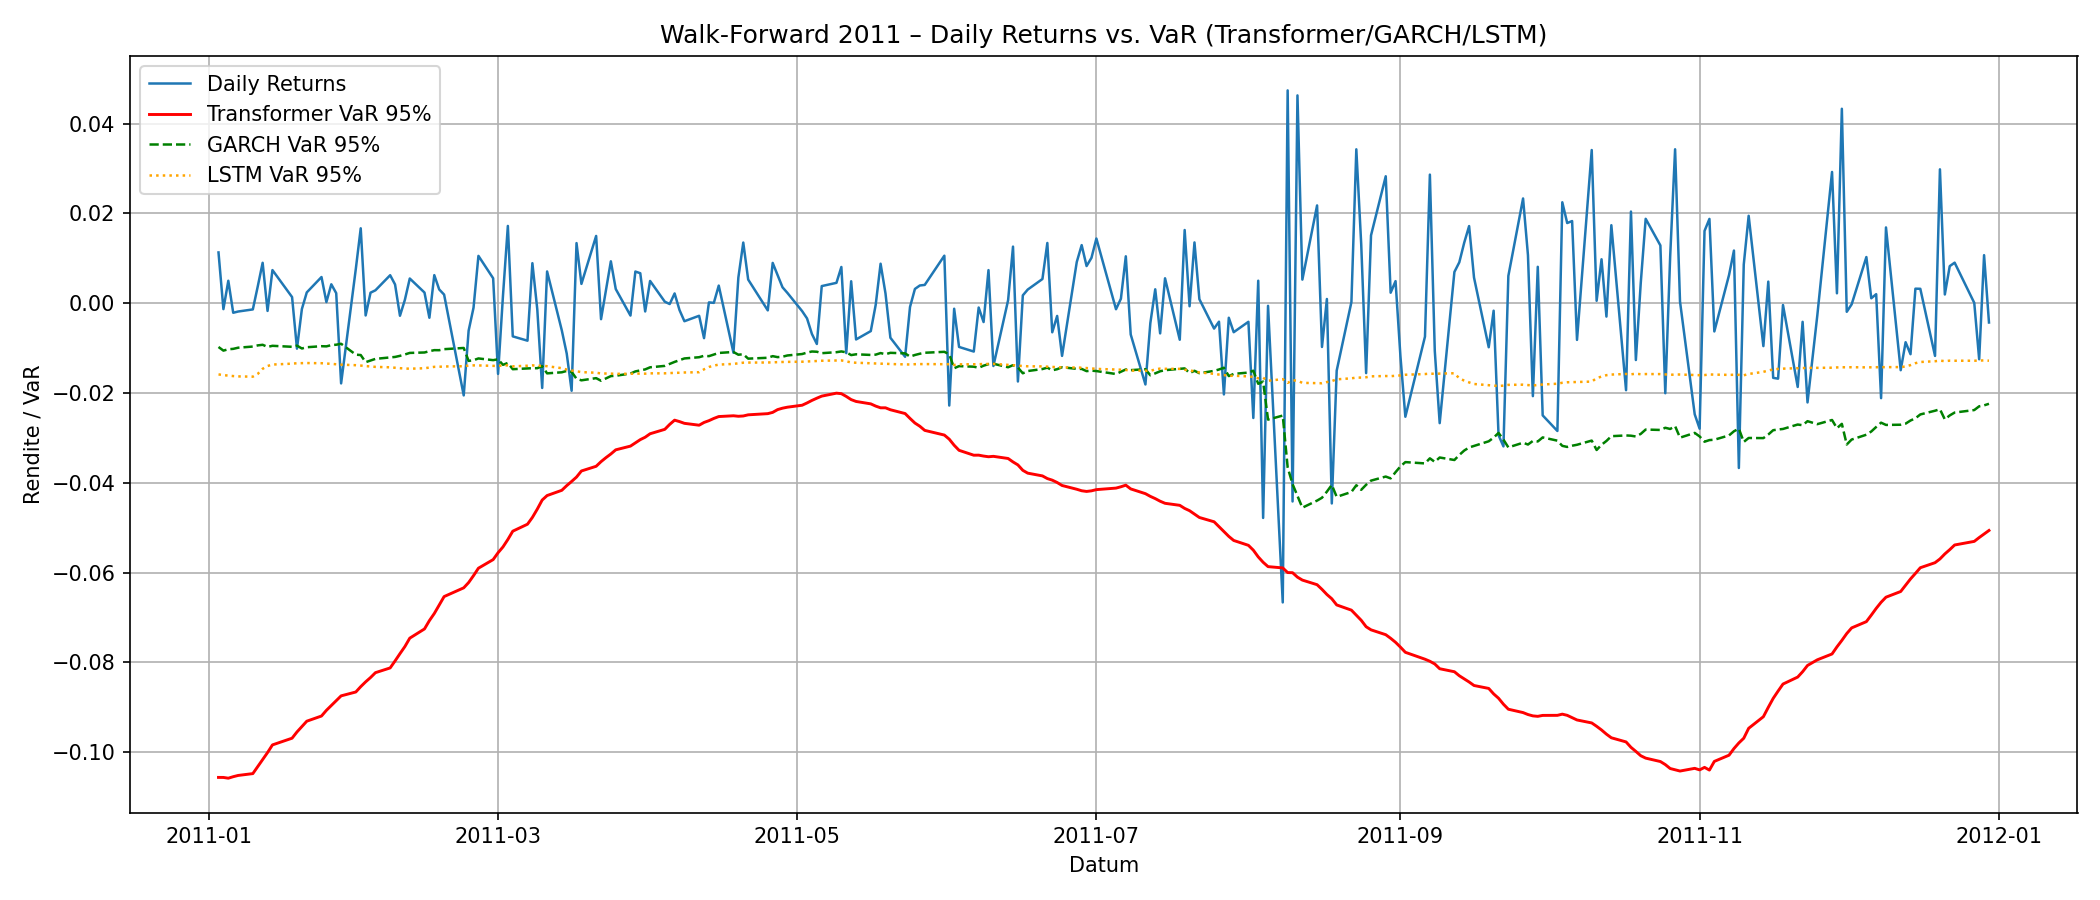 Walk-Forward 2011 – Daily Returns vs. VaR (Transformer/GARCH/LSTM)
Daily Returns
Transformer VaR 95%
GARCH VaR 95%
LSTM VaR 95%
Rendite / VaR
0.04
0.02
0.00
−0.02
−0.04
−0.06
−0.08
−0.10
2011-01
2011-03
2011-05
2011-07
2011-09
2011-11
2012-01
Datum